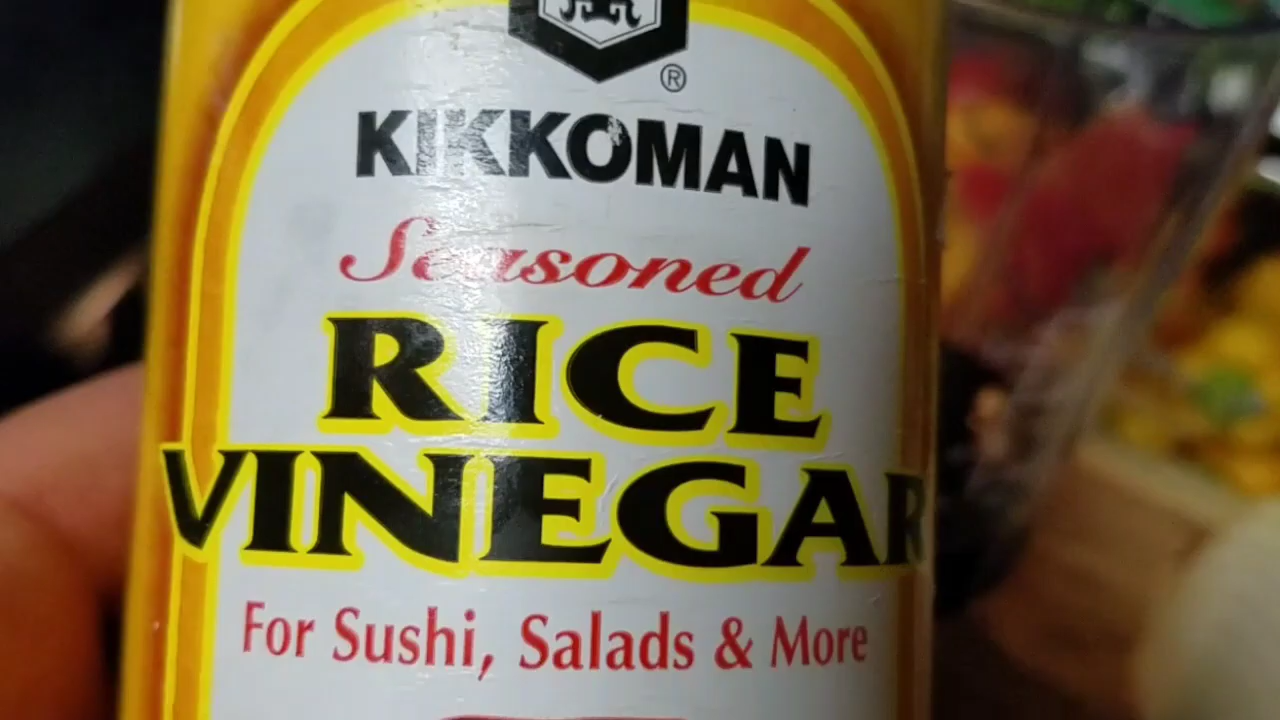 ®
KIKKOMAN
Seasoned
RICE
VINEGAR
For Sushi, Salads & More